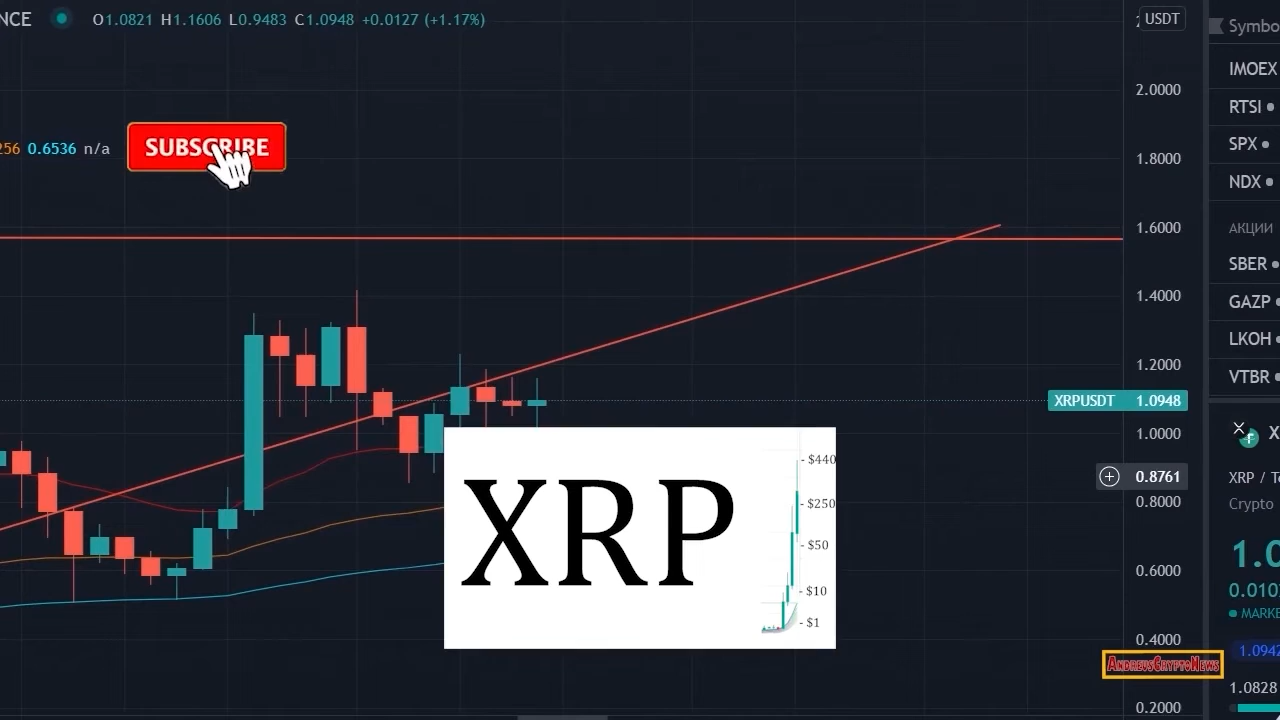 NCE O1.0821 H1.1606 L0.9483 C1.0948 +0.0127 (+1.17%)
USDT
Symbo
2.0000
IMOEX
RTSI
SUBSCRIBE
256 0.6536 n/a
SPX
1.8000
NDX
1.6000
АКЦИИ
SBER
1.4000
GAZP
LKOH
1.2000
VTBR
XRPUSDT 1.0948
1.0000
X
XRP
- $440
- $250
- $50
- $10
- $1
0.8761
XRP / Te
0.8000
Crypto
1.0
0.6000
0.010
MARKE
0.4000
1.0942
ANDREUSCRYPTONEWS
1.0828
0.2000